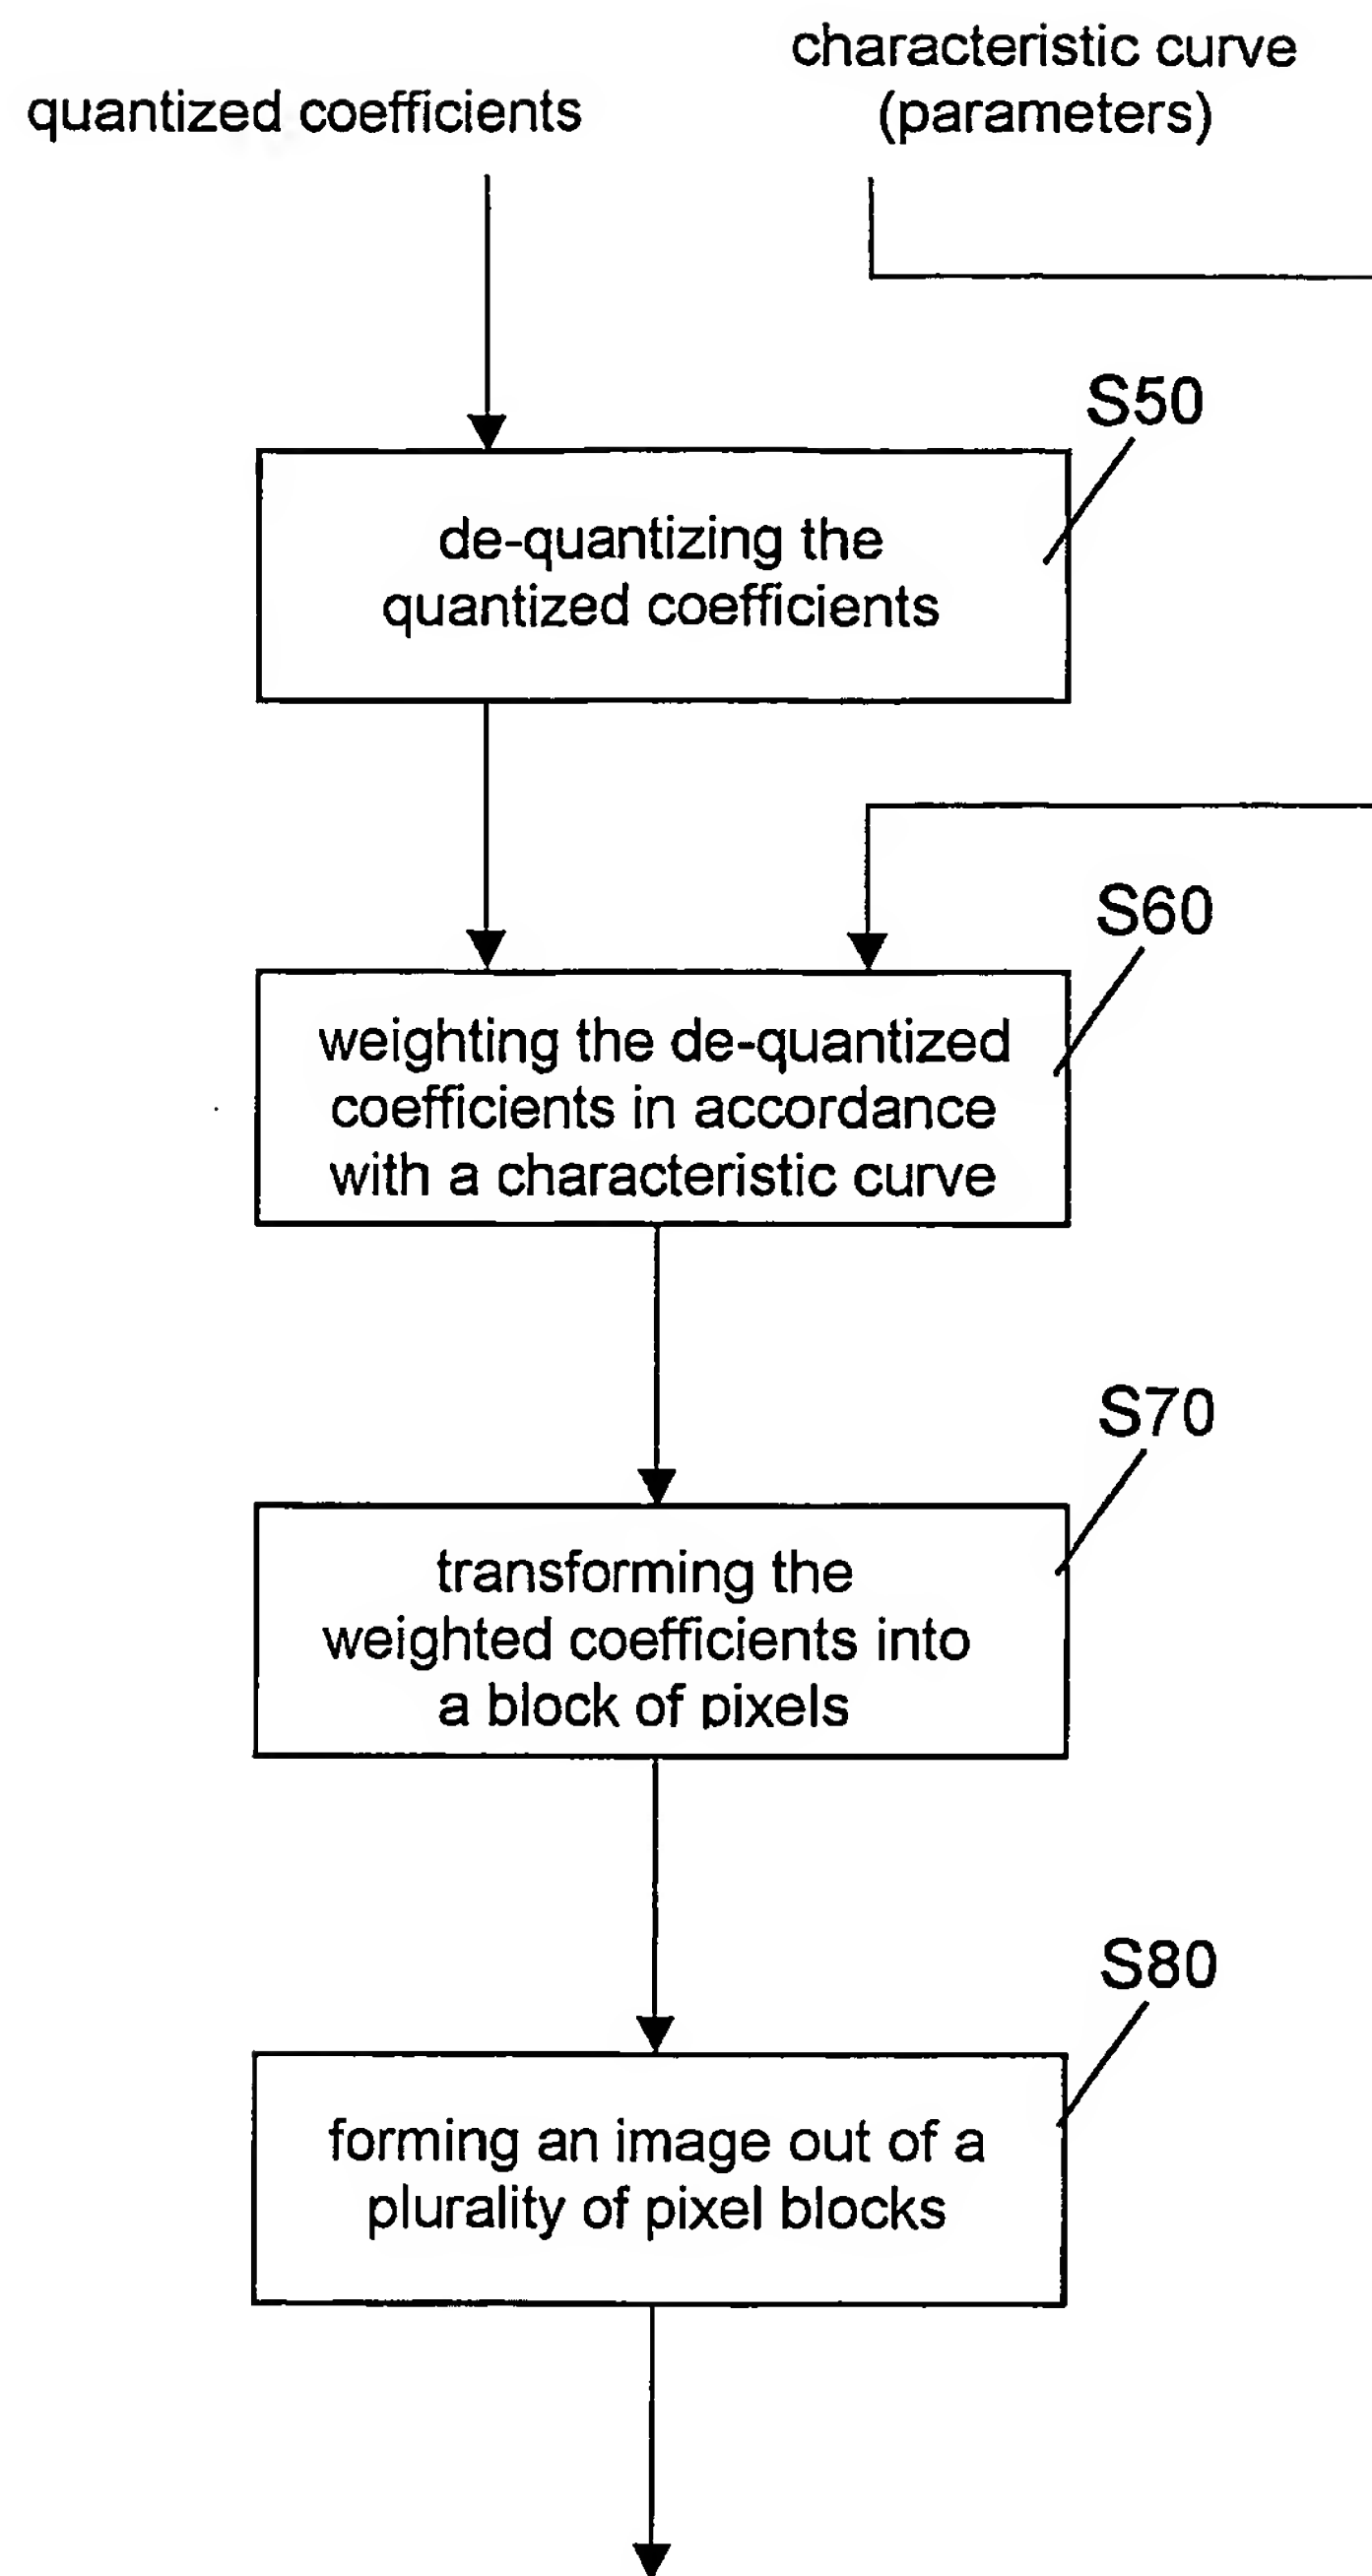 characteristic curve
(parameters)
quantized coefficients
S50
de-quantizing the
quantized coefficients
S60
weighting the de-quantized
coefficients in accordance
with a characteristic curve
S70
transforming the
weighted coefficients into
a block of pixels
S80
forming an image out of a
plurality of pixel blocks